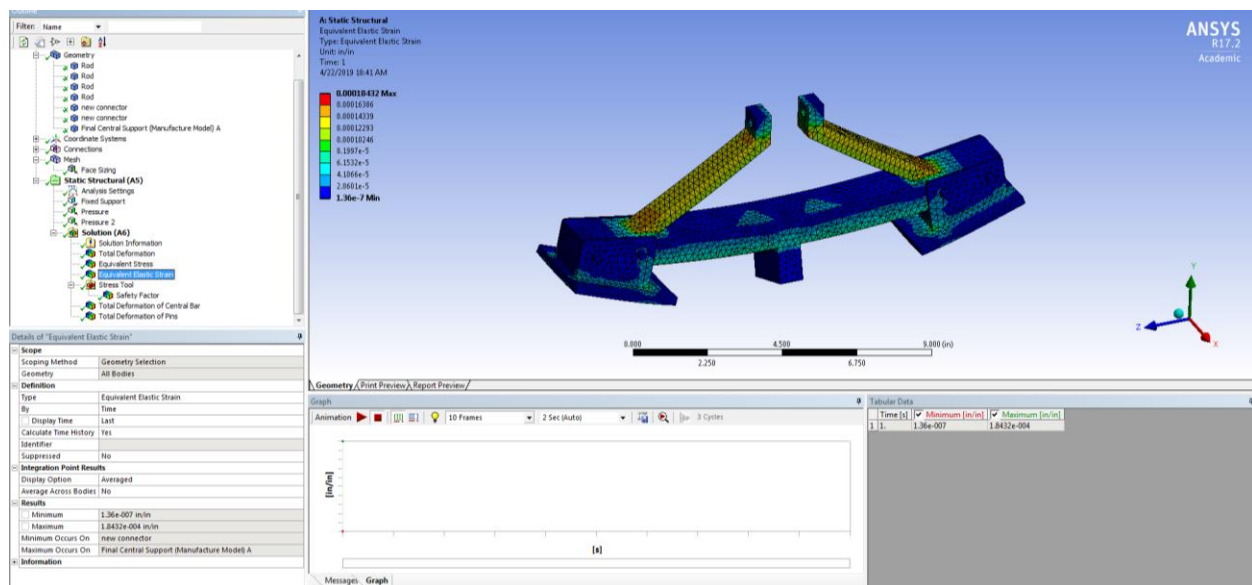 Outline
Filter: Name
Geometry
Rod
Rod
Rod
Rod
new connector
new connector
Final Central Support (Manufacture Model) A
Coordinate Systems
Connections
Mesh
Face Sizing
Static Structural (A5)
Analysis Settings
Fixed Support
Pressure
Pressure 2
Solution (A6)
Solution Information
Total Deformation
Equivalent Stress
Equivalent Elastic Strain
Stress Tool
Safety Factor
Total Deformation of Central Bar
Total Deformation of Pins
Details of "Equivalent Elastic Strain"
Scope
Scoping Method Geometry Selection
Geometry All Bodies
Definition
Type Equivalent Elastic Strain
By Time
Display Time Last
Calculate Time History Yes
Identifier
Suppressed No
Integration Point Results
Display Option Averaged
Average Across Bodies No
Results
Minimum 1.36e-007 in/in
Maximum 1.8432e-004 in/in
Minimum Occurs On new connector
Maximum Occurs On Final Central Support (Manufacture Model) A
Information
A: Static Structural
Equivalent Elastic Strain
Type: Equivalent Elastic Strain
Unit: in/in
Time: 1
4/22/2019 10:41 AM
0.00018432 Max
0.00016386
0.00014339
0.00012293
0.00010246
8.1997e-5
6.1532e-5
4.1066e-5
2.0601e-5
1.36e-7 Min
ANSYS
R17.2
Academic
Y
Z
X
0.000 4.500 9.000 (in)
2.250 6.750
Geometry Print Preview Report Preview
Graph
Animation 10 Frames 2 Sec (Auto) 3 Cycles
[in/in]
[s]
Messages Graph
Tabular Data
Time [s] Minimum [in/in] Maximum [in/in]
1 1. 1.36e-007 1.8432e-004